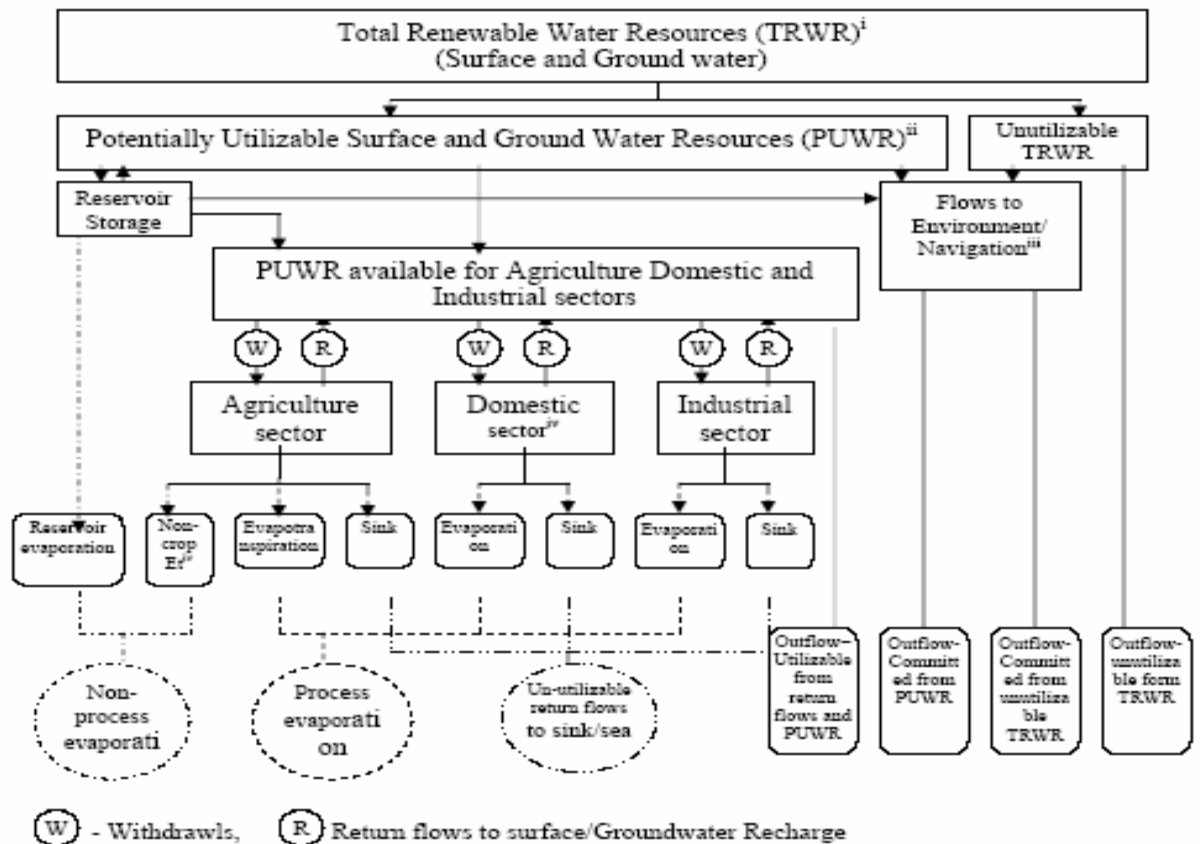 Total Renewable Water Resources (TRWR)i
(Surface and Ground water)
Potentially Utilizable Surface and Ground Water Resources (PUWR)ii
Unutilizable
TRWR
Reservoir
Storage
Flows to
Environment/
Navigationiii
PUWR available for Agriculture Domestic and
Industrial sectors
W
R
W
R
W
R
Agriculture
sector
Domestic
sectoriv
Industrial
sector
Reservoir
evaporation
Non-
crop
Etiv
Evapotra
nspiration
Sink
Evaporati
on
Sink
Evaporati
on
Sink
Non-
process
evaporati
Process
evaporati
on
Un-utilizable
return flows
to sink/sea
Outflow–
Utilizable
from
return
flows and
PUWR
Outflow-
Committ
ed from
PUWR
Outflow-
Committ
ed from
unutiliza
ble
TRWR
Outflow-
unutiliza
ble form
TRWR
W - Withdrawls, R Return flows to surface/Groundwater Recharge